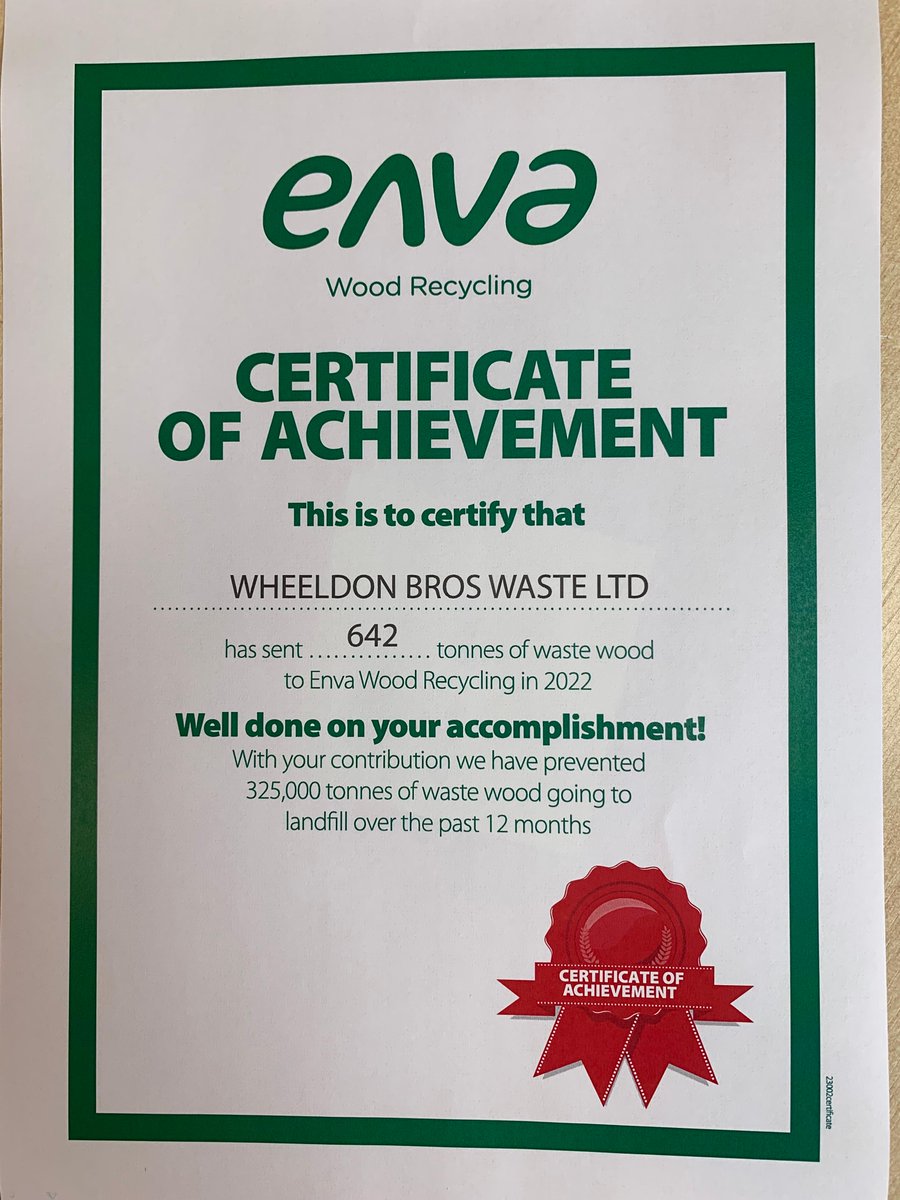 enva
Wood Recycling
CERTIFICATE
OF ACHIEVEMENT
This is to certify that
WHEELDON BROS WASTE LTD
has sent 642 tonnes of waste wood
to Enva Wood Recycling in 2022
Well done on your accomplishment!
With your contribution we have prevented
325,000 tonnes of waste wood going to
landfill over the past 12 months
CERTIFICATE OF
ACHIEVEMENT
23002certificate